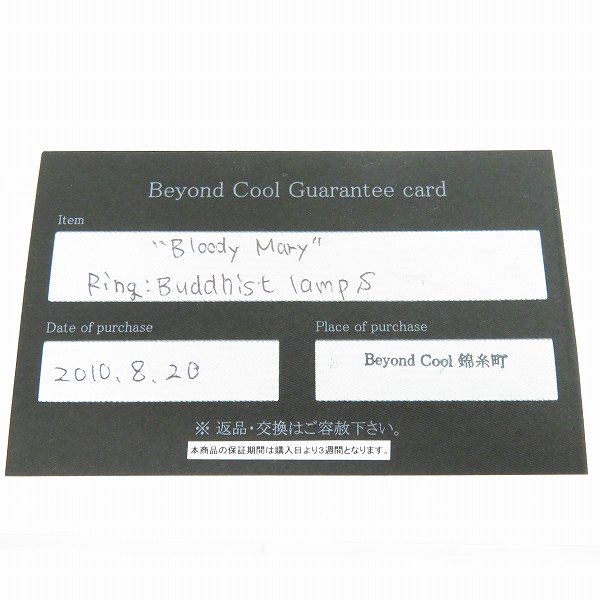 Beyond Cool Guarantee card
Item
"Bloody Mary"
Ring: Buddhist lamp S
Date of purchase
2010. 8. 20
Place of purchase
Beyond Cool 錦糸町
※ 返品・交換はご容赦下さい。
本商品の保証期間は購入日より3週間となります。